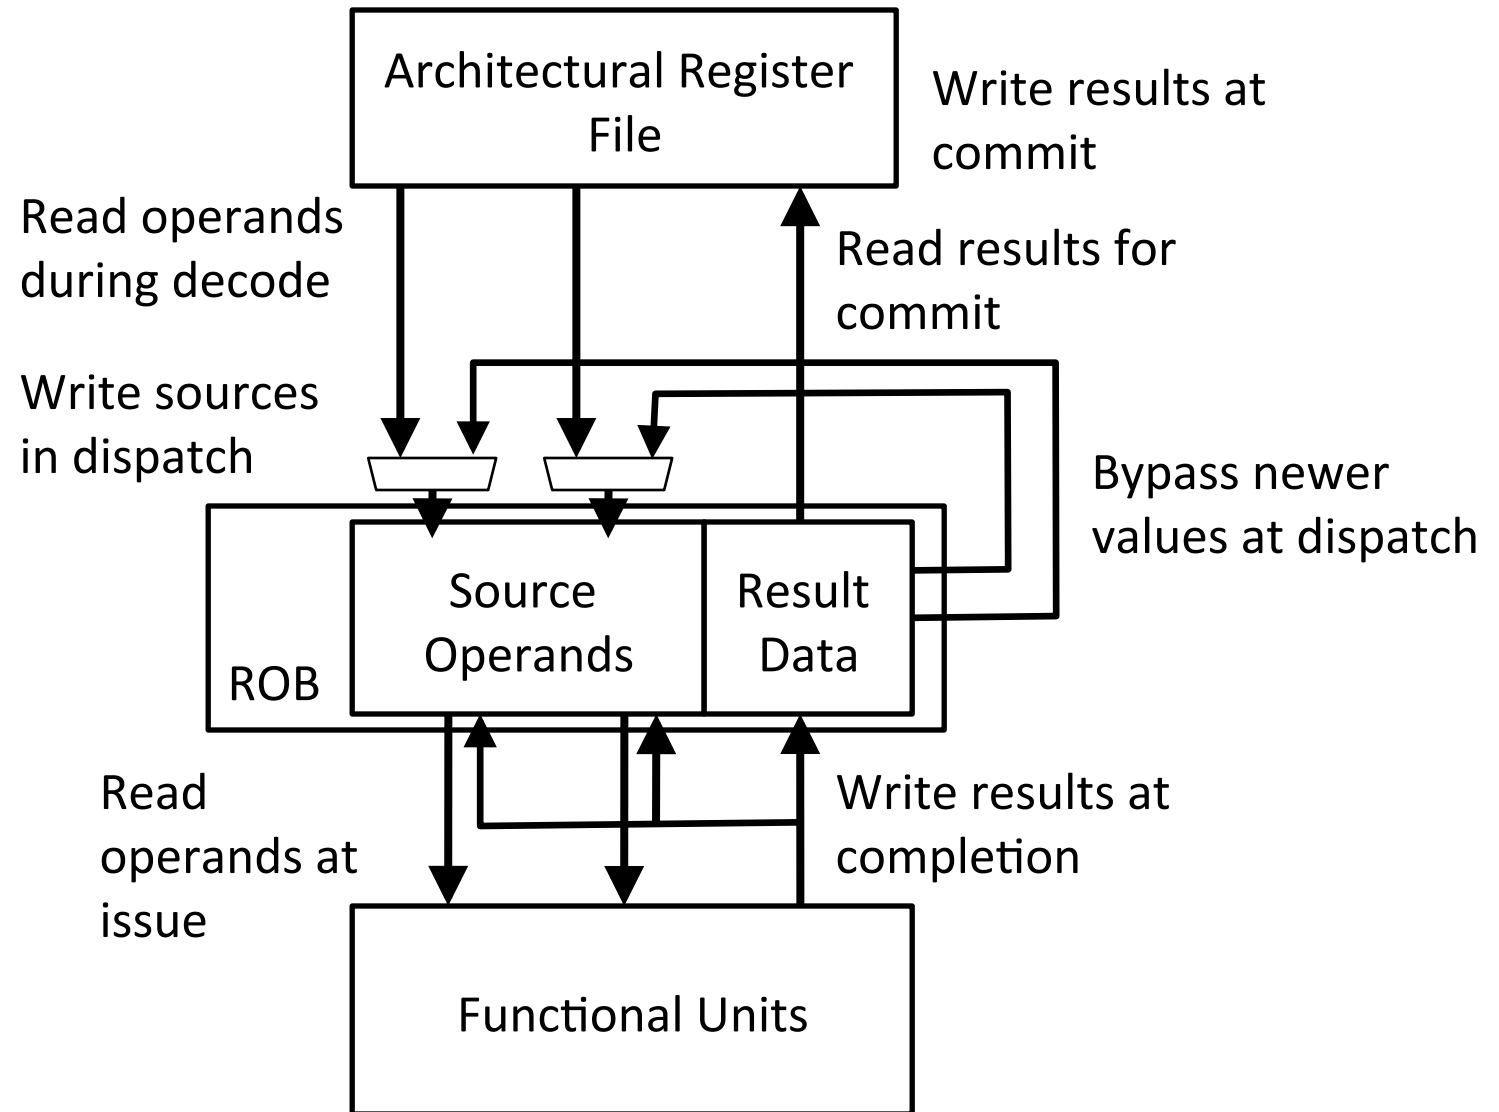 Architectural Register
File
Write results at
commit
Read operands
during decode
Read results for
commit
Write sources
in dispatch
Bypass newer
values at dispatch
Source
Operands
Result
Data
ROB
Read
operands at
issue
Write results at
completion
Functional Units